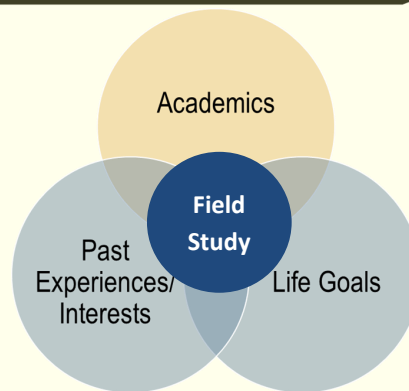 Academics
Field
Study
Past
Experiences/
Interests
Life Goals